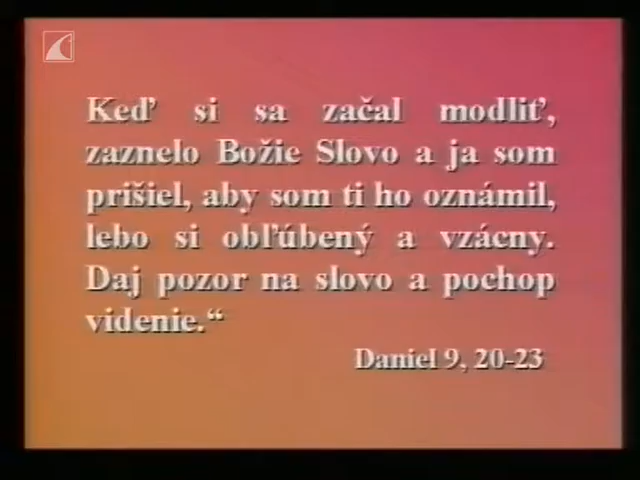 Keď si sa začal modliť,
zaznelo Božie Slovo a ja som
prišiel, aby som ti ho oznámil,
lebo si obľúbený a vzácny.
Daj pozor na slovo a pochop
videnie.“
Daniel 9, 20-23